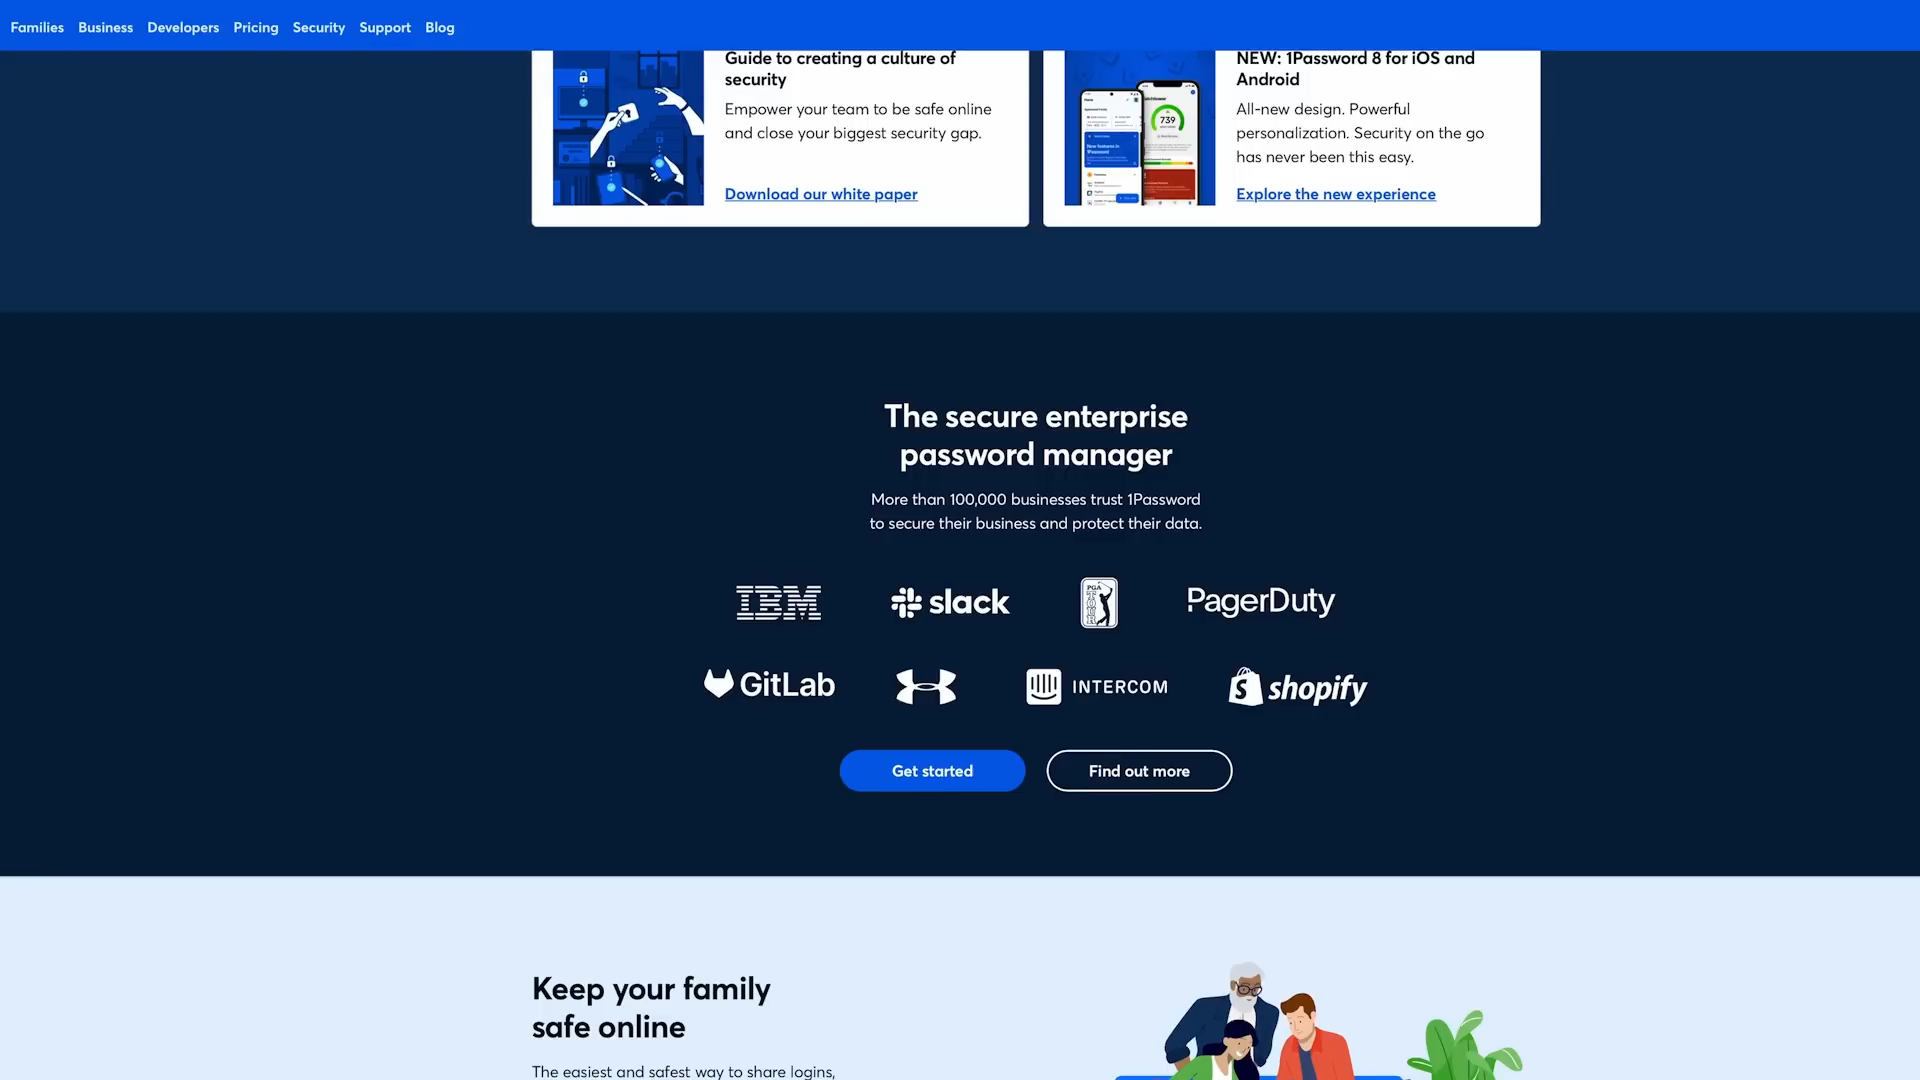 Families Business Developers Pricing Security Support Blog
Guide to creating a culture of
security
Empower your team to be safe online
and close your biggest security gap.
Download our white paper
739
NEW: 1Password 8 for iOS and
Android
All-new design. Powerful
personalization. Security on the go
has never been this easy.
Explore the new experience
The secure enterprise
password manager
More than 100,000 businesses trust 1Password
to secure their business and protect their data.
IBM slack PGA TOUR PagerDuty
GitLab INTERCOM shopify
Get started Find out more
Keep your family
safe online
The easiest and safest way to share logins,